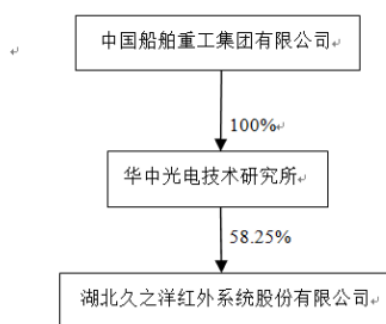 中国船舶重工集团有限公司
100%
华中光电技术研究所
58.25%
湖北久之洋红外系统股份有限公司